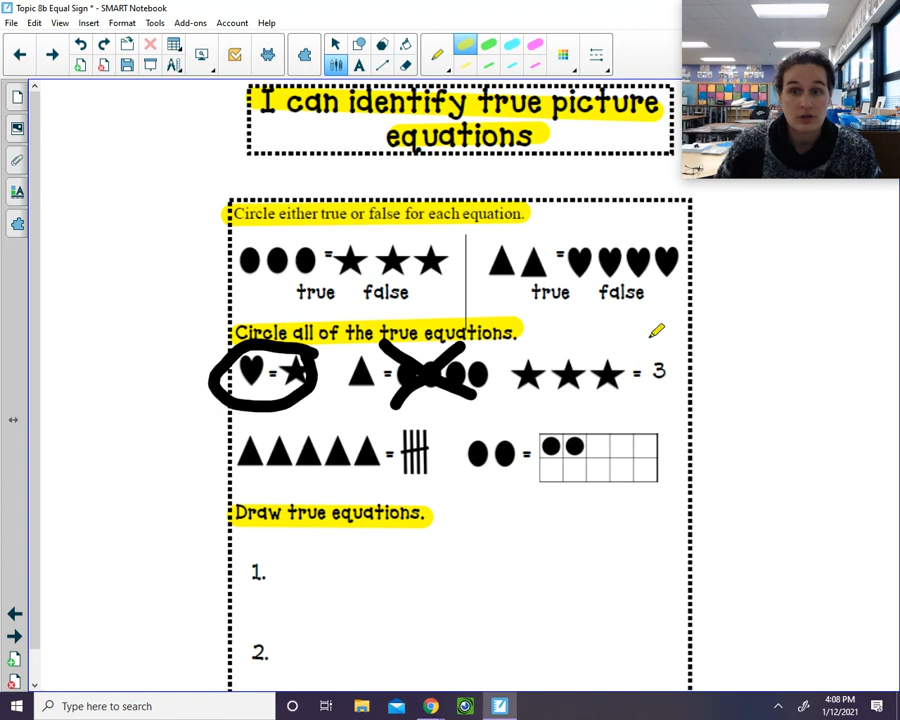 Topic 8b Equal Sign * - SMART Notebook
File Edit View Insert Format Tools Add-ons Account Help
I can identify true picture
equations
Circle either true or false for each equation.
= =
true false true false
Circle all of the true equations.
= = = 3
= =
Draw true equations.
1.
2.
Type here to search
4:08 PM
1/12/2021